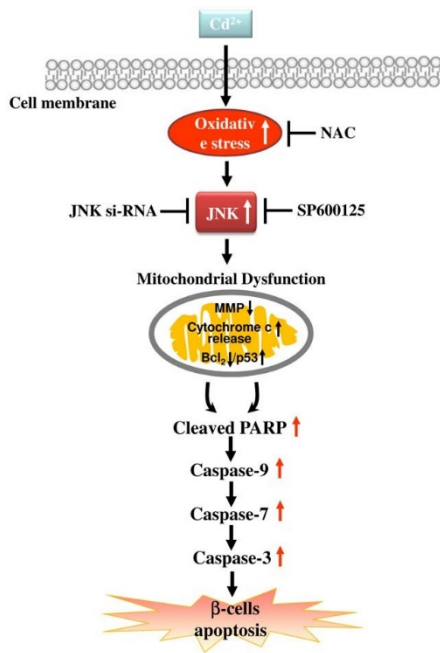 Cd²⁺
Cell membrane
Oxidativ
e stress
NAC
JNK si-RNA
JNK
SP600125
Mitochondrial Dysfunction
MMP
Cytochrome c
release
Bcl₂ /p53
Cleaved PARP
Caspase-9
Caspase-7
Caspase-3
β-cells
apoptosis